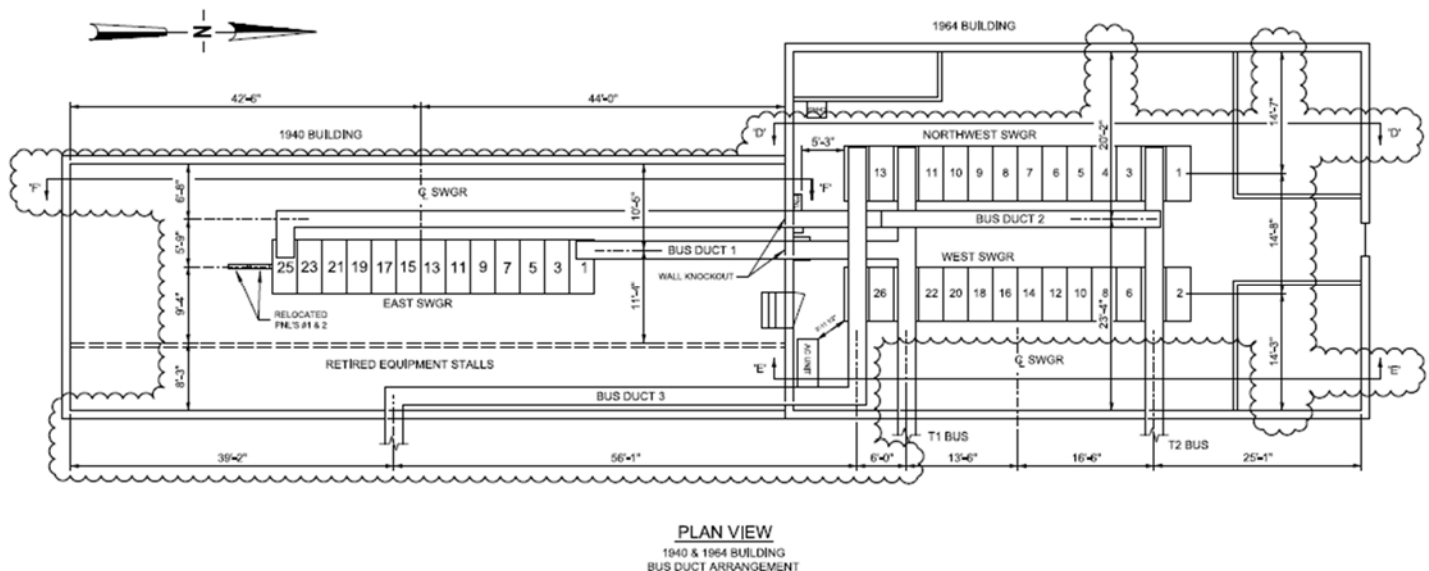 N
1964 BUILDING
42'-6"
44'-0"
1940 BUILDING
'D'
'D'
NORTHWEST SWGR
20'-2"
14'-7"
5'-3"
13
11
10
9
8
7
6
5
4
3
1
'F'
'F'
6'-8"
℄ SWGR
10'-6"
BUS DUCT 2
5'-9"
BUS DUCT 1
14'-8"
WEST SWGR
WALL KNOCKOUT
25
23
21
19
17
15
13
11
9
7
5
3
1
26
22
20
18
16
14
12
10
8
6
2
EAST SWGR
9'-4"
11'-4"
23'-4"
RELOCATED
PNL'S #1 & 2
AC UNIT
RETIRED EQUIPMENT STALLS
8'-3"
'E'
'E'
℄ SWGR
14'-3"
BUS DUCT 3
T1 BUS
T2 BUS
39'-2"
56'-1"
6'-0"
13'-6"
16'-6"
25'-1"
PLAN VIEW
1940 & 1964 BUILDING
BUS DUCT ARRANGEMENT